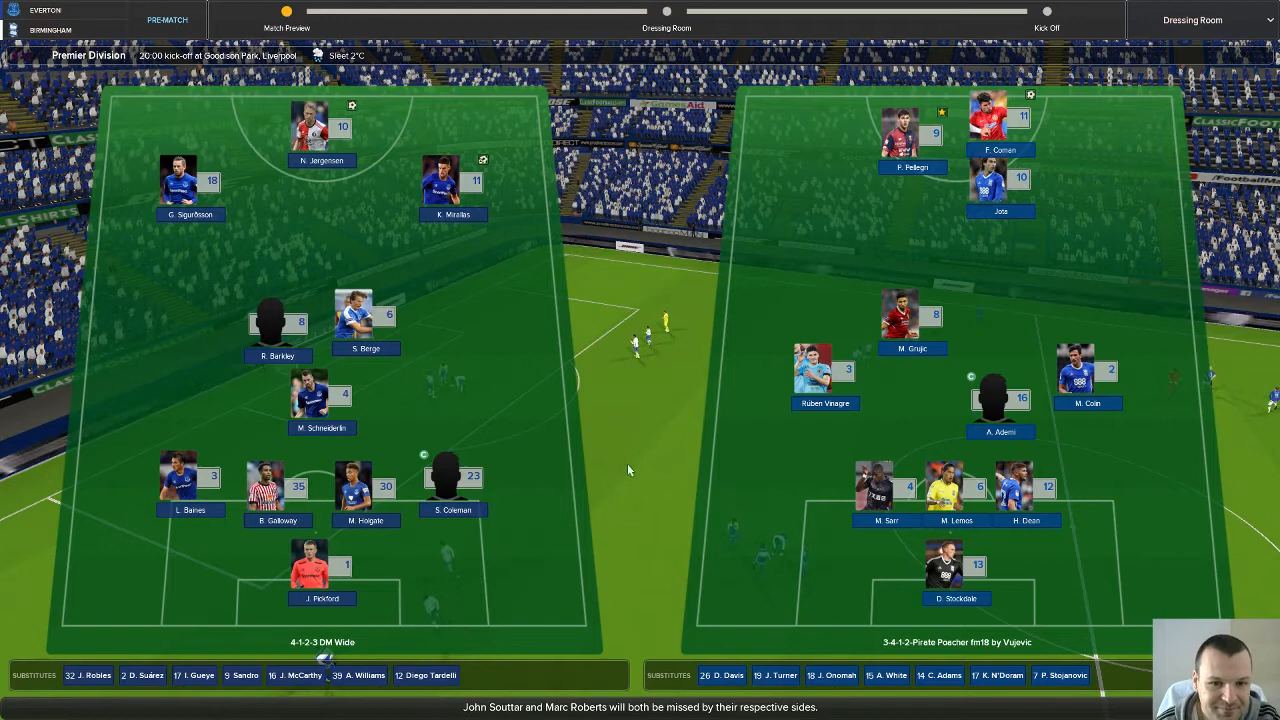 EVERTON
BIRMINGHAM
PRE-MATCH
Match Preview
Dressing Room
Kick Off
Dressing Room
Premier Division 20:00 kick-off at Goodison Park, Liverpool Sleet 2°C
10
N. Jørgensen
18
G. Sigurðsson
11
K. Mirallas
8
R. Barkley
6
S. Berge
4
M. Schneiderlin
3
L. Baines
35
B. Galloway
30
M. Holgate
23
S. Coleman
1
J. Pickford
4-1-2-3 DM Wide
9
P. Pellegri
11
F. Coman
10
Jota
8
M. Grujic
3
Rúben Vinagre
2
M. Colin
16
A. Ademi
4
M. Sarr
6
M. Lemos
12
H. Dean
13
D. Stockdale
3-4-1-2-Pirate Poacher fm18 by Vujevic
SUBSTITUTES 32 J. Robles 2 D. Suárez 17 I. Gueye 9 Sandro 16 J. McCarthy 39 A. Williams 12 Diego Tardelli
SUBSTITUTES 26 D. Davis 19 J. Turner 18 J. Onomah 15 A. White 14 C. Adams 17 K. N'Doram 7 P. Stojanovic
John Souttar and Marc Roberts will both be missed by their respective sides.